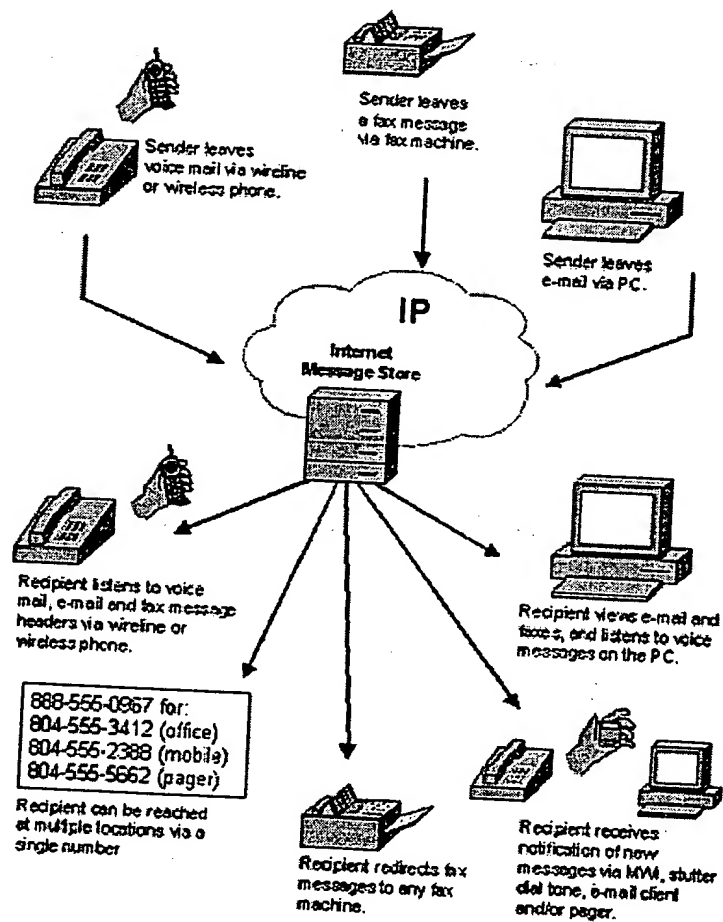 Sender leaves
a fax message
via fax machine.
Sender leaves
voice mail via wireline
or wireless phone.
Sender leaves
e-mail via PC.
IP
Internet
Message Store
Recipient listens to voice
mail, e-mail and fax message
headers via wireline or
wireless phone.
Recipient views e-mail and
faxes, and listens to voice
messages on the PC.
888-555-0967 for:
804-555-3412 (office)
804-555-2388 (mobile)
804-555-5662 (pager)
Recipient can be reached
at multiple locations via a
single number
Recipient redirects fax
messages to any fax
machine.
Recipient receives
notification of new
messages via MWI, stutter
dial tone, e-mail client
and/or pager.